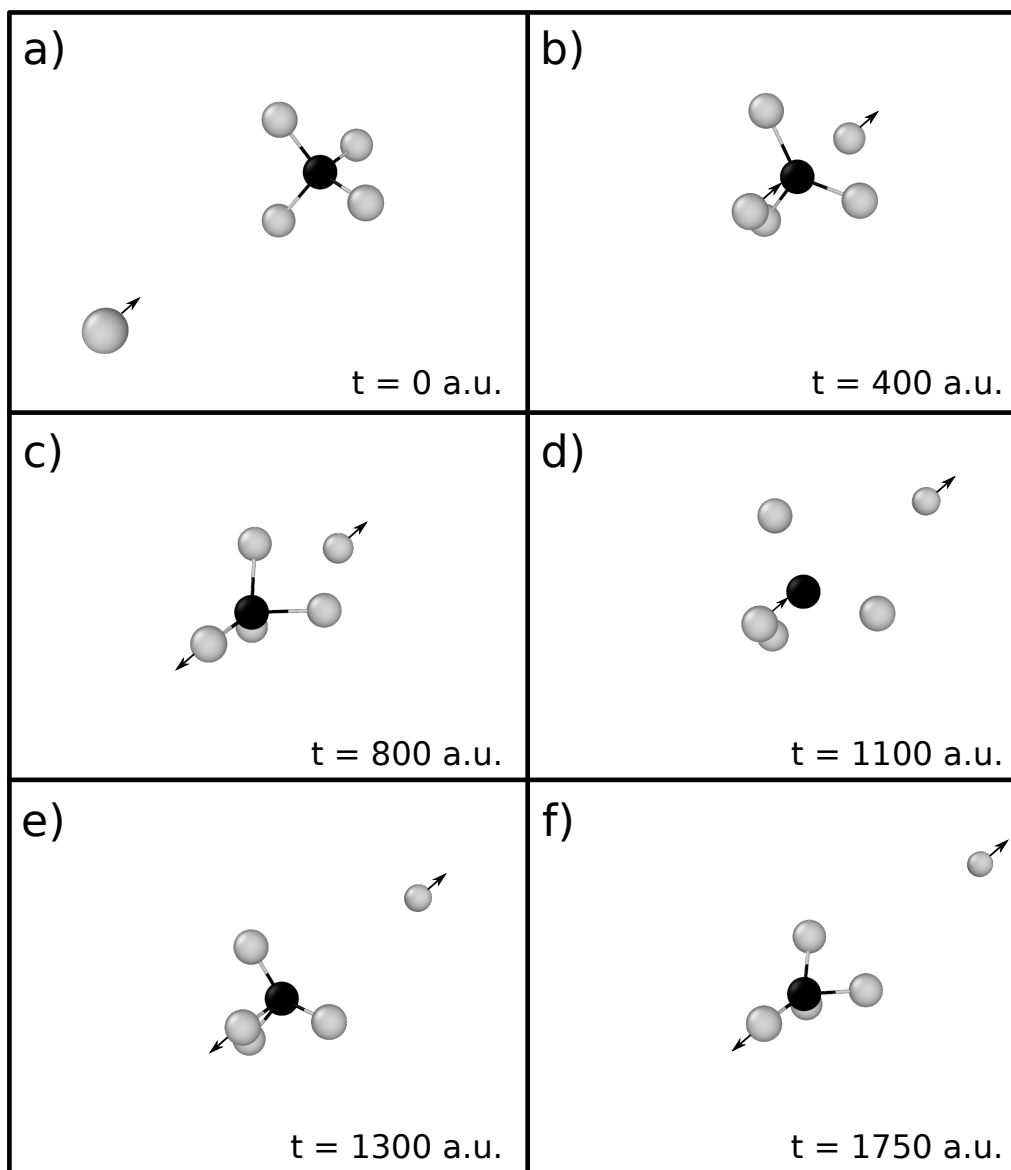 a)
t = 0 a.u.
b)
t = 400 a.u.
c)
t = 800 a.u.
d)
t = 1100 a.u.
e)
t = 1300 a.u.
f)
t = 1750 a.u.